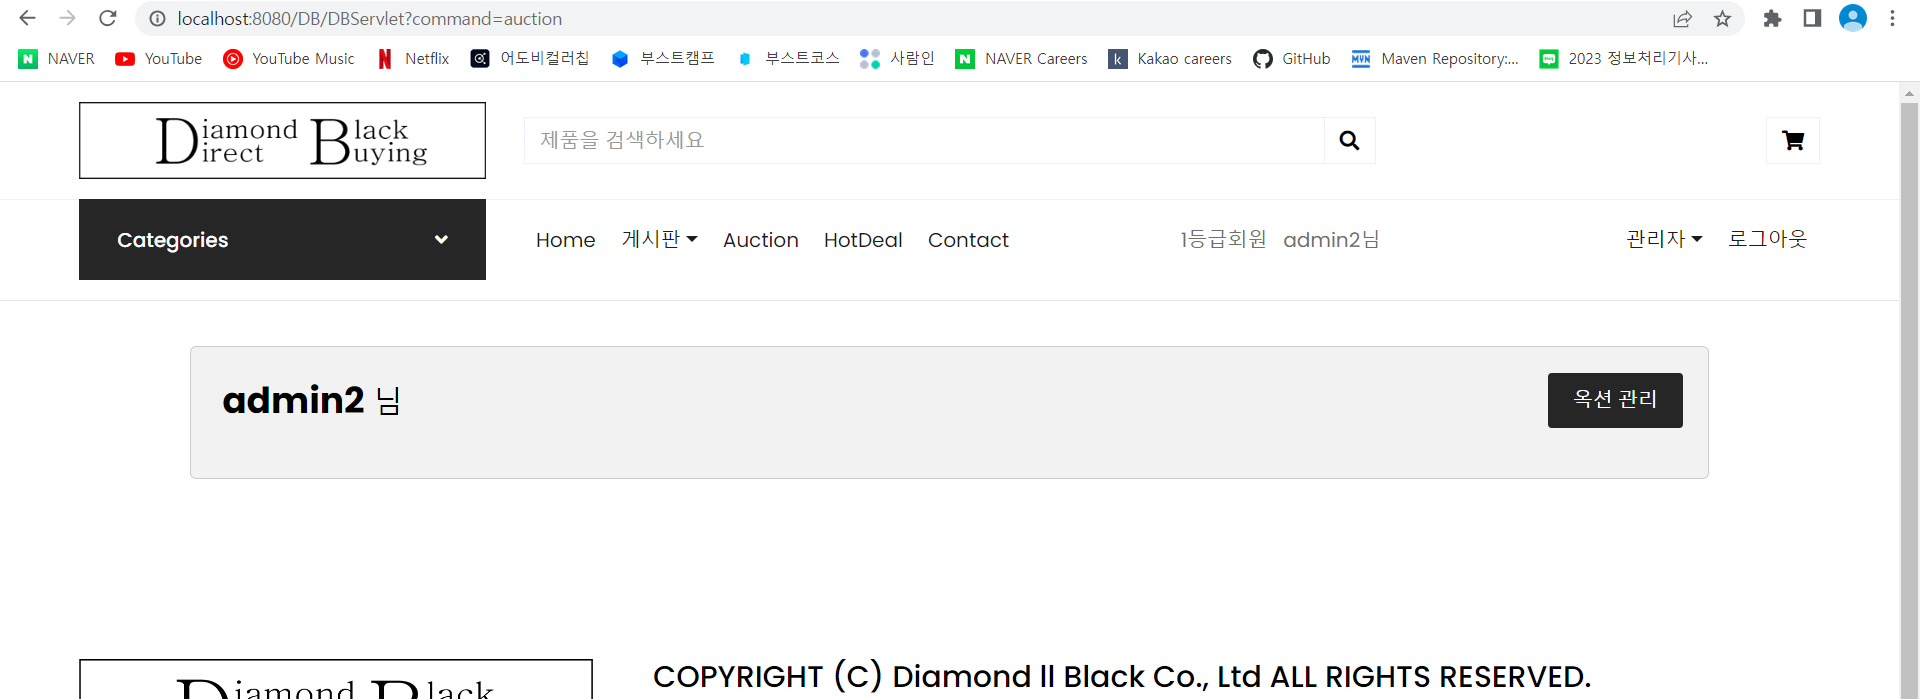 localhost:8080/DB/DBServlet?command=auction
NAVER YouTube YouTube Music Netflix 어도비컬러칩 부스트캠프 부스트코스 사람인 NAVER Careers Kakao careers GitHub Maven Repository:... 2023 정보처리기사...
Diamond Black
Direct Buying
제품을 검색하세요
Categories
Home 게시판 Auction HotDeal Contact 1등급회원 admin2님 관리자 로그아웃
admin2 님
옥션 관리
Diamond Black
COPYRIGHT (C) Diamond ll Black Co., Ltd ALL RIGHTS RESERVED.